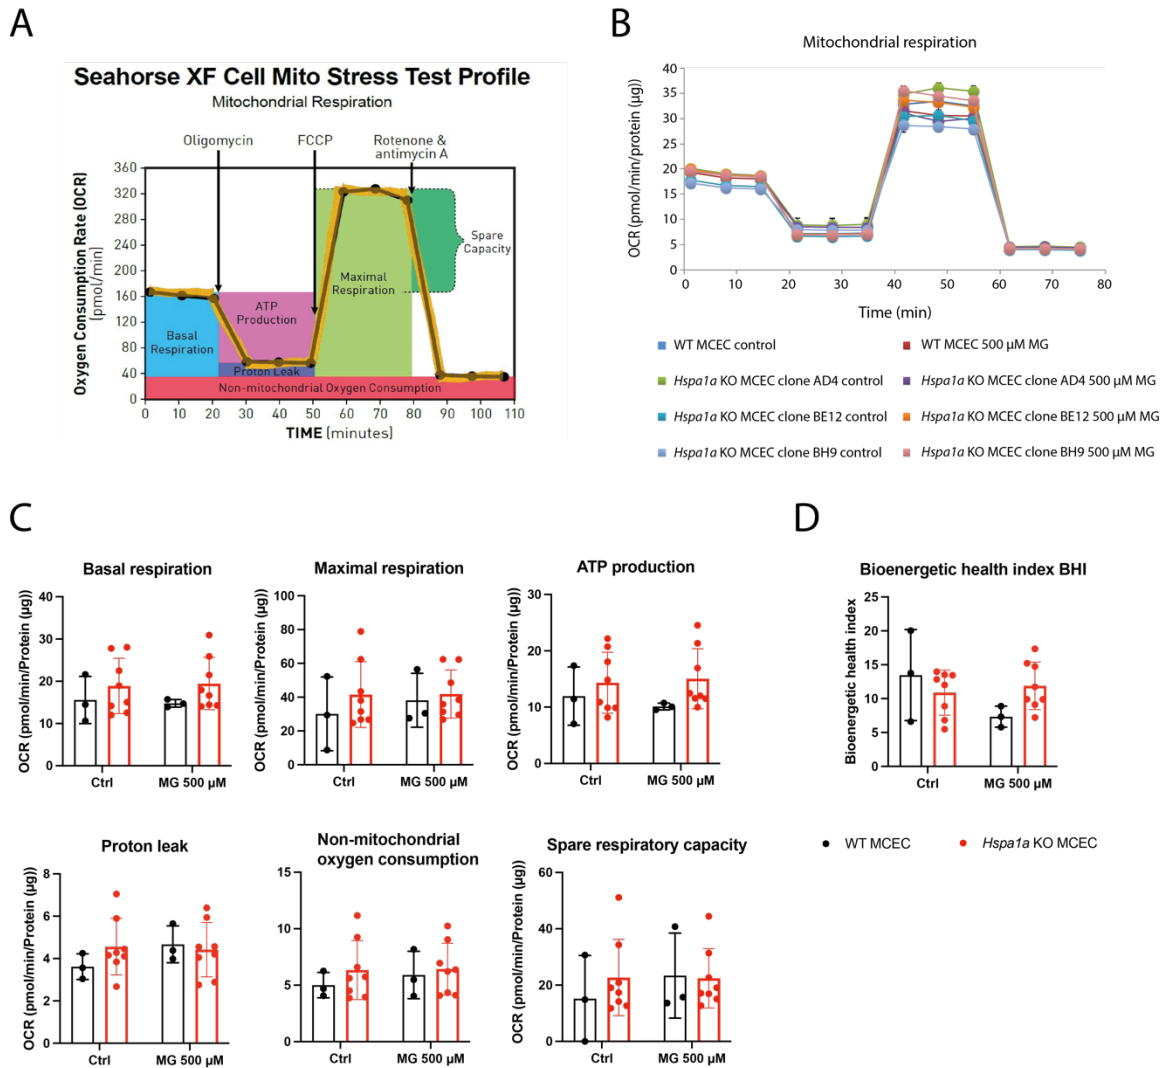 A
Seahorse XF Cell Mito Stress Test Profile
Mitochondrial Respiration
Oligomycin
FCCP
Rotenone &
antimycin A
Oxygen Consumption Rate (OCR)
(pmol/min)
360
320
280
240
200
160
120
80
40
0
Basal
Respiration
ATP
Production
Proton Leak
Maximal
Respiration
Spare
Capacity
Non-mitochondrial Oxygen Consumption
0 10 20 30 40 50 60 70 80 90 100 110
TIME (minutes)
B
Mitochondrial respiration
OCR (pmol/min/protein (µg))
40
35
30
25
20
15
10
5
0
0 10 20 30 40 50 60 70 80
Time (min)
WT MCEC control
WT MCEC 500 µM MG
Hspa1a KO MCEC clone AD4 control
Hspa1a KO MCEC clone AD4 500 µM MG
Hspa1a KO MCEC clone BE12 control
Hspa1a KO MCEC clone BE12 500 µM MG
Hspa1a KO MCEC clone BH9 control
Hspa1a KO MCEC clone BH9 500 µM MG
C
Basal respiration
OCR (pmol/min/Protein (µg))
40
30
20
10
0
Ctrl MG 500 µM
Maximal respiration
OCR (pmol/min/Protein (µg))
100
80
60
40
20
0
Ctrl MG 500 µM
ATP production
OCR (pmol/min/Protein (µg))
30
20
10
0
Ctrl MG 500 µM
D
Bioenergetic health index BHI
Bioenergetic health index
25
20
15
10
5
0
Ctrl MG 500 µM
Proton leak
OCR (pmol/min/Protein (µg))
8
6
4
2
0
Ctrl MG 500 µM
Non-mitochondrial
oxygen consumption
OCR (pmol/min/Protein (µg))
15
10
5
0
Ctrl MG 500 µM
Spare respiratory capacity
OCR (pmol/min/Protein (µg))
60
40
20
0
Ctrl MG 500 µM
WT MCEC
Hspa1a KO MCEC